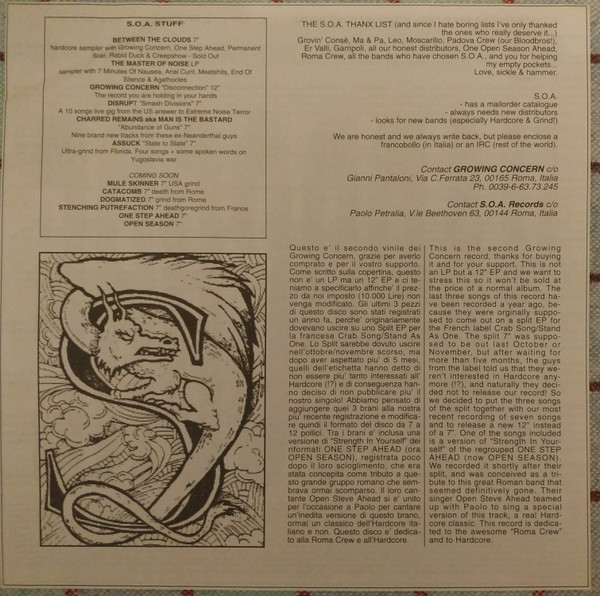 S.O.A. STUFF
BETWEEN THE CLOUDS 7"
hardcore sampler with Growing Concern, One Step Ahead, Permanent
Scar, Rabid Duck & Creepshow - Sold Out
THE MASTER OF NOISE LP
sampler with 7 Minutes Of Nausea, Anal Cunt, Meatshits, End Of
Silence & Agathocles
GROWING CONCERN "Disconnection" 12"
The record you are holding in your hands
DISRUPT "Smash Divisions" 7"
A 10 songs live gig from the US answer to Extreme Noise Terror
CHARRED REMAINS aka MAN IS THE BASTARD
"Abundance of Guns" 7"
Nine brand new tracks from these ex-Neanderthal guys
ASSUCK "State to State" 7"
Ultra-grind from Florida. Four songs + some spoken words on
Yugoslavia war
COMING SOON
MULE SKINNER 7" USA grind
CATACOMB 7" death from Rome
DOGMATIZED 7" grind from Rome
STENCHING PUTREFACTION 7" deathgoregrind from France
ONE STEP AHEAD 7"
OPEN SEASON 7"
THE S.O.A. THANX LIST (and since I hate boring lists I've only thanked
the ones who really deserve it...)
Grovin' Consè, Ma & Pa, Leo, Moscarillo, Padova Crew (our Bloodbros!),
Er Valli, Gampoli, all our honest distributors, One Open Season Ahead,
Roma Crew, all the bands who have chosen S.O.A., and you for helping
my empty pockets...
Love, sickle & hammer.
S.O.A.
- has a mailorder catalogue
- always needs new distributors
- looks for new bands (especially Hardcore & Grind!)
We are honest and we always write back, but please enclose a
francobollo (in Italia) or an IRC (rest of the world).
Contact GROWING CONCERN c/o
Gianni Pantaloni, Via C.Ferrata 23, 00165 Roma, Italia
Ph. 0039-6-63.73.245
Contact S.O.A. Records c/o
Paolo Petralia, V.le Beethoven 63, 00144 Roma, Italia
Questo e' il secondo vinile dei
Growing Concern, grazie per averlo
comprato e per il vostro supporto.
Come scritto sulla copertina, questo
non e' un LP ma un 12" EP e ci te-
niamo a specificarlo affinche' il prez-
zo da noi imposto (10.000 Lire) non
venga modificato. Gli ultimi 3 pezzi
di questo disco sono stati registrati
un anno fa, perche' originariamente
dovevano uscire su uno Split EP per
la francese Crab Song/Stand As
One. Lo Split sarebbe dovuto uscire
nell'ottobre/novembre scorso, ma
dopo aver aspettato piu' di 5 mesi,
quelli dell'etichetta hanno detto di
non essere piu' tanto interessati all'
Hardcore (!?) e di conseguenza han-
no deciso di non pubblicare piu' il
nostro singolo! Abbiamo pensato di
aggiungere quei 3 brani alla nostra
piu' recente registrazione e modifica-
re quindi il formato del disco da 7 a
12 pollici. Tra i brani e' inclusa una
versione di "Strength In Yourself" dei
riformati ONE STEP AHEAD (ora
OPEN SEASON), registrata poco
dopo il loro scioglimento, che era
stata concepita come tributo a que-
sto grande gruppo romano che sem-
brava ormai scomparso. Il loro can-
tante Open Steve Ahead si e' unito
per l'occasione a Paolo per cantare
un'inedita versione di questo brano,
ormai un classico dell'Hardcore ita-
liano e non. Questo disco e' dedica-
to alla Roma Crew e all'Hardcore.
This is the second Growing
Concern record, thanks for buying
it and for your support. This is not
an LP but a 12" EP and we want to
stress this so it won't be sold at
the price of a normal album. The
last three songs of this record ha-
ve been recorded a year ago, be-
cause they were orginally suppo-
sed to come out on a split EP for
the French label Crab Song/Stand
As One. The split 7" was suppo-
sed to be out last October or
November, but after waiting for
more than five months, the guys
from the label told us that they we-
ren't interested in Hardcore any-
more (!?), and naturally they deci-
ded not to release our record! So
we decided to put the three songs
of the split together with our most
recent recording of seven songs
and to release a new 12" instead
of a 7". One of the songs included
is a version of "Strength In Your-
self" of the regrouped ONE STEP
AHEAD (now OPEN SEASON).
We recorded it shortly after their
split, and was conceived as a tri-
bute to this great Roman band that
seemed definitively gone. Their
singer Open Steve Ahead teamed
up with Paolo to sing a special
version of this track, a real Hard-
core classic. This record is dedica-
ted to the awesome "Roma Crew"
and to Hardcore.